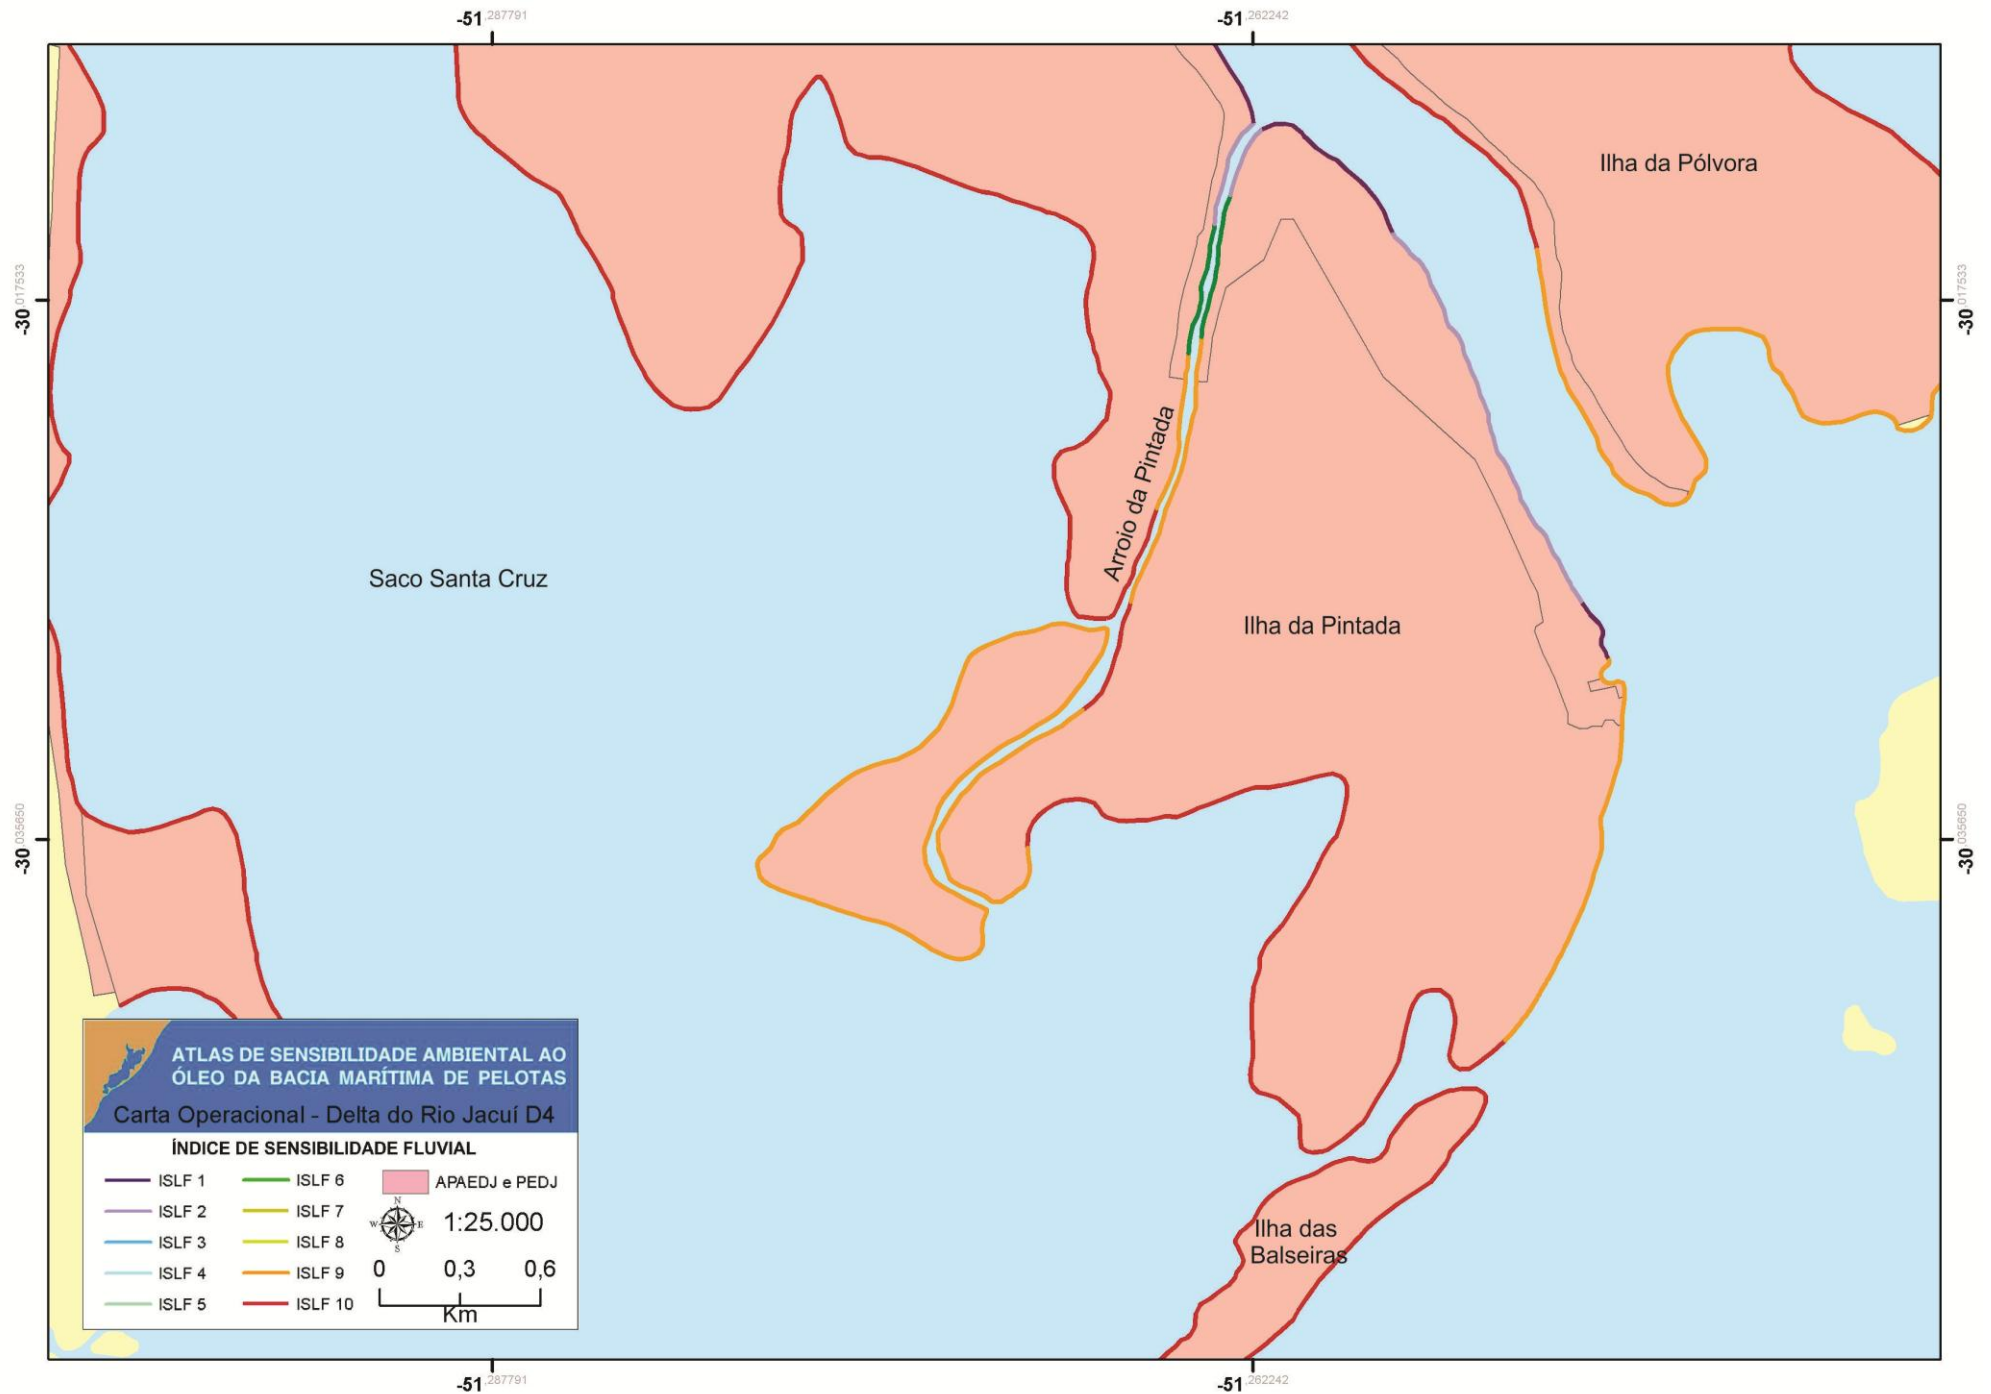 -51,287791
-51,262242
Ilha da Pólvora
-30,017533
-30,017533
Arroio da Pintada
Saco Santa Cruz
Ilha da Pintada
-30,035650
-30,035650
ATLAS DE SENSIBILIDADE AMBIENTAL AO
ÓLEO DA BACIA MARÍTIMA DE PELOTAS
Carta Operacional - Delta do Rio Jacuí D4
ÍNDICE DE SENSIBILIDADE FLUVIAL
ISLF 1
ISLF 2
ISLF 3
ISLF 4
ISLF 5
ISLF 6
ISLF 7
ISLF 8
ISLF 9
ISLF 10
APAEDJ e PEDJ
N
W E
S
1:25.000
0 0,3 0,6
Km
Ilha das
Balseiras
-51,287791
-51,262242